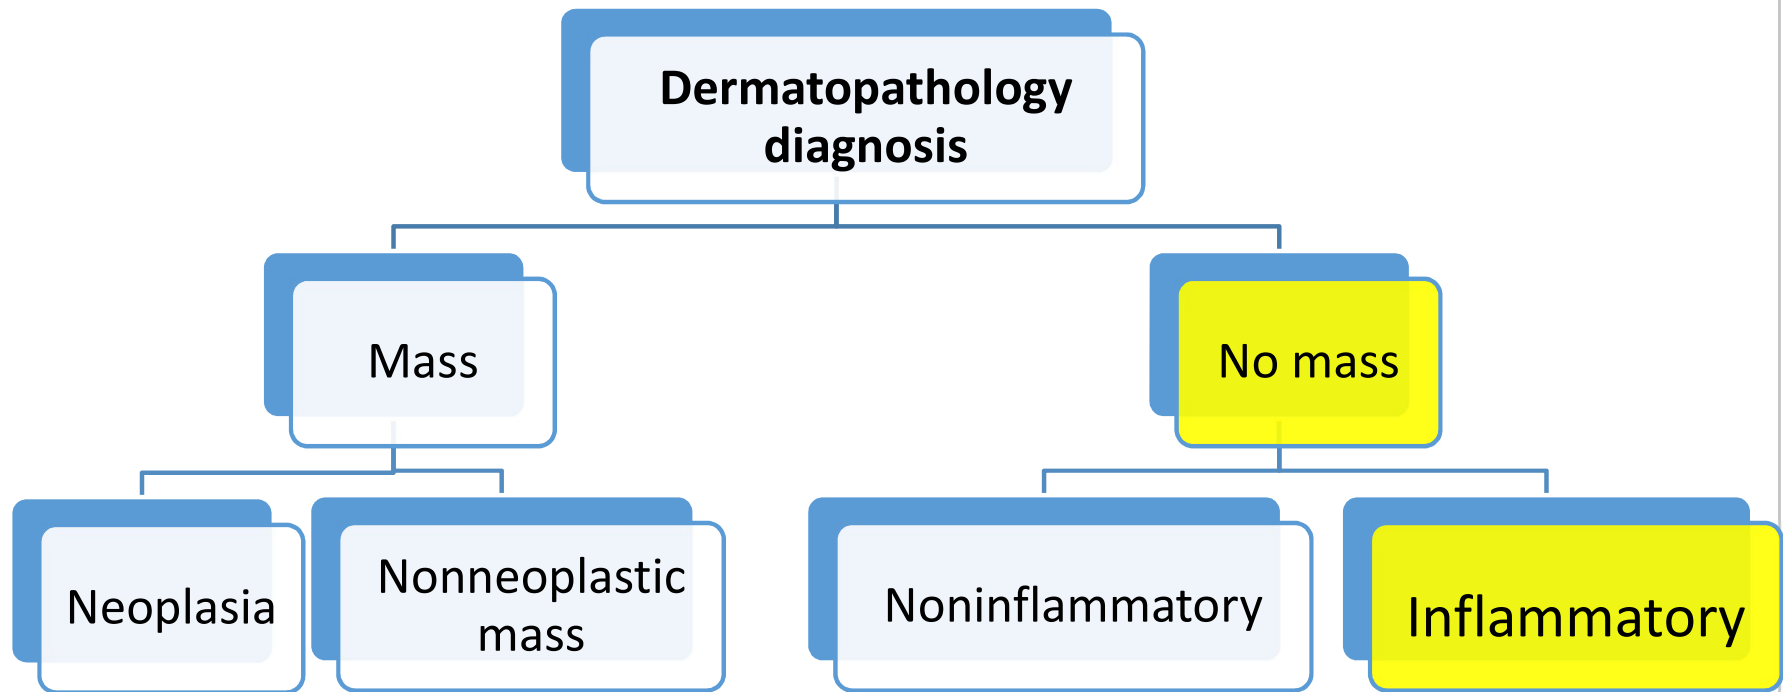 Dermatopathology
diagnosis
Mass
No mass
Neoplasia
Nonneoplastic
mass
Noninflammatory
Inflammatory